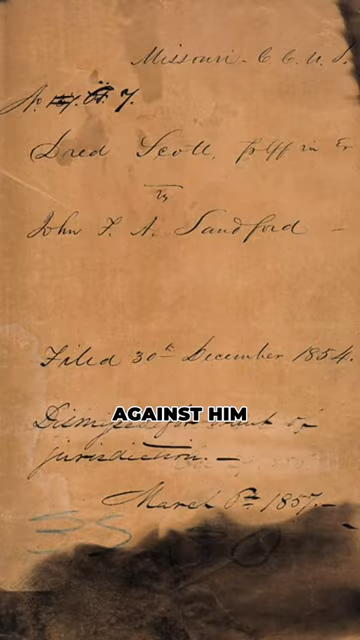 Missouri - C. C. U. S.
No. 7.
Dred Scott, Plff in Er
vs
John F. A. Sandford -
Filed 30th December 1854.
AGAINST HIM
Dismissed for want of
jurisdiction. -
March 6th 1857. -